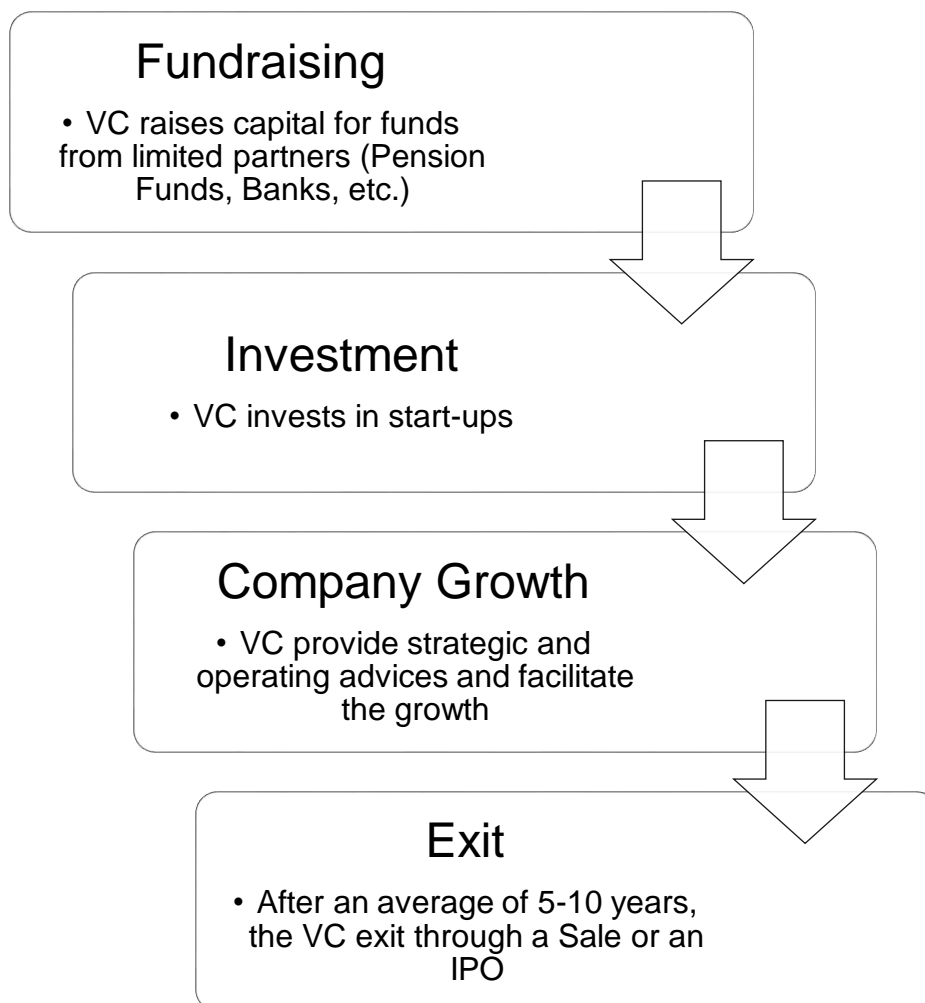 Fundraising
• VC raises capital for funds
from limited partners (Pension
Funds, Banks, etc.)
Investment
• VC invests in start-ups
Company Growth
• VC provide strategic and
operating advices and facilitate
the growth
Exit
• After an average of 5-10 years,
the VC exit through a Sale or an
IPO